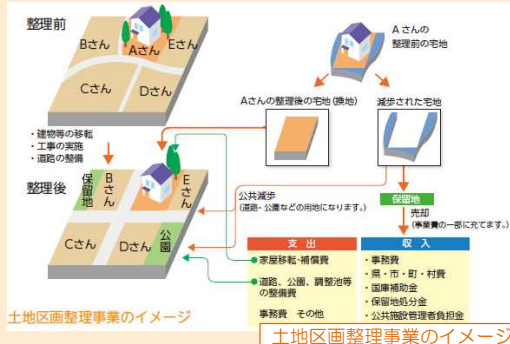 整理前
Bさん
Aさん
Eさん
Cさん
Dさん
・建物等の移転
・工事の実施
・道路の整備
整理後
保留地
Bさん
Eさん
Cさん
Dさん
公園
土地区画整理事業のイメージ
Aさんの
整理前の宅地
Aさんの整理後の宅地(換地)
減歩された宅地
公共減歩
(道路・公園などの用地になります。)
保留地
売却
(事業費の一部に充てます。)
支出
家屋移転・補償費
道路、公園、調整池等
の整備費
事務費 その他
収入
・事務費
・県・市・町・村費
・国庫補助金
・保留地処分金
・公共施設管理者負担金
土地区画整理事業のイメージ